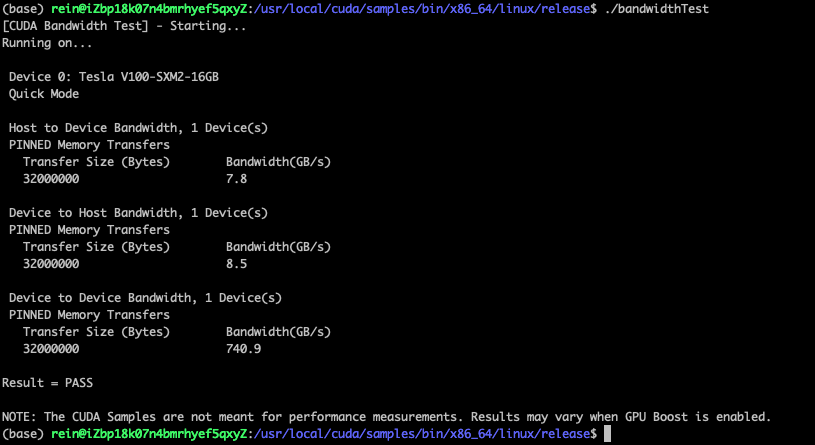 (base) rein@iZbp18k07n4bmrhyef5qxyZ:/usr/local/cuda/samples/bin/x86_64/linux/release$ ./bandwidthTest
[CUDA Bandwidth Test] - Starting...
Running on...
Device 0: Tesla V100-SXM2-16GB
Quick Mode
Host to Device Bandwidth, 1 Device(s)
PINNED Memory Transfers
Transfer Size (Bytes) Bandwidth(GB/s)
32000000 7.8
Device to Host Bandwidth, 1 Device(s)
PINNED Memory Transfers
Transfer Size (Bytes) Bandwidth(GB/s)
32000000 8.5
Device to Device Bandwidth, 1 Device(s)
PINNED Memory Transfers
Transfer Size (Bytes) Bandwidth(GB/s)
32000000 740.9
Result = PASS
NOTE: The CUDA Samples are not meant for performance measurements. Results may vary when GPU Boost is enabled.
(base) rein@iZbp18k07n4bmrhyef5qxyZ:/usr/local/cuda/samples/bin/x86_64/linux/release$